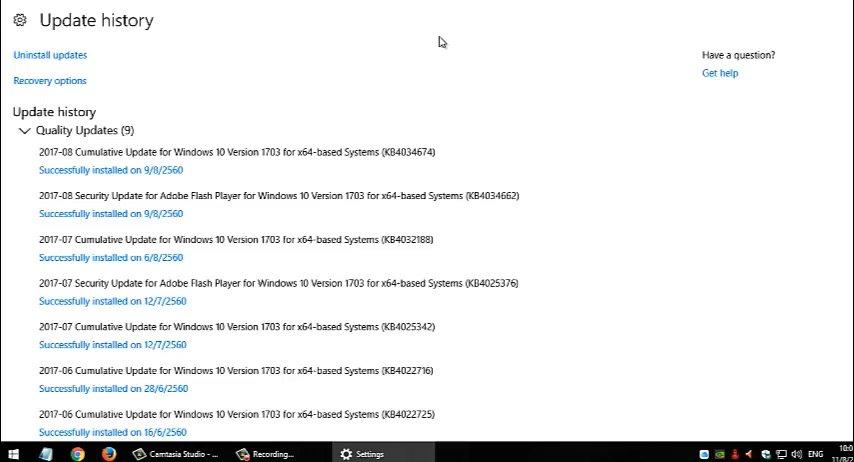 Update history
Uninstall updates
Have a question?
Recovery options
Get help
Update history
Quality Updates (9)
2017-08 Cumulative Update for Windows 10 Version 1703 for x64-based Systems (KB4034674)
Successfully installed on 9/8/2560
2017-08 Security Update for Adobe Flash Player for Windows 10 Version 1703 for x64-based Systems (KB4034662)
Successfully installed on 9/8/2560
2017-07 Cumulative Update for Windows 10 Version 1703 for x64-based Systems (KB4032188)
Successfully installed on 6/8/2560
2017-07 Security Update for Adobe Flash Player for Windows 10 Version 1703 for x64-based Systems (KB4025376)
Successfully installed on 12/7/2560
2017-07 Cumulative Update for Windows 10 Version 1703 for x64-based Systems (KB4025342)
Successfully installed on 12/7/2560
2017-06 Cumulative Update for Windows 10 Version 1703 for x64-based Systems (KB4022716)
Successfully installed on 28/6/2560
2017-06 Cumulative Update for Windows 10 Version 1703 for x64-based Systems (KB4022725)
Successfully installed on 16/6/2560
Camtasia Studio - ...
Recording...
Settings
ENG
10:0
11/8/2